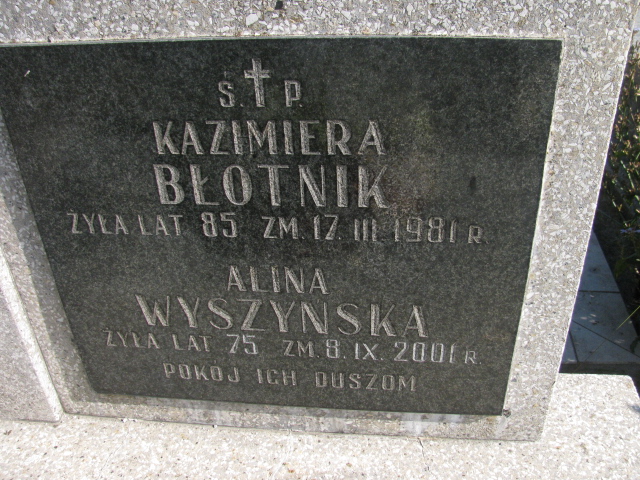 Ś. P.
KAZIMIERA
BŁOTNIK
ŻYŁA LAT 85 ZM. 17. III. 1981 R.
ALINA
WYSZYŃSKA
ŻYŁA LAT 75 ZM. 8. IX. 2001 R.
POKÓJ ICH DUSZOM